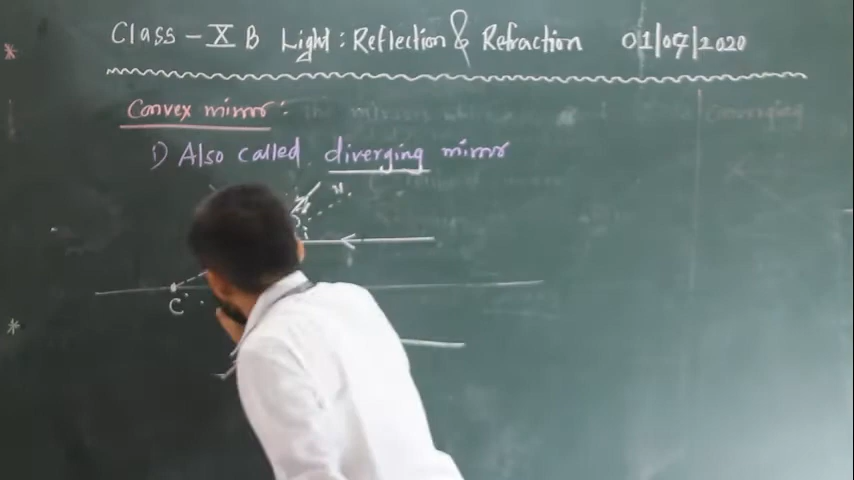 Class - X B Light : Reflection & Refraction 01/07/2020
Convex mirror :
1) Also called diverging mirror
i
C